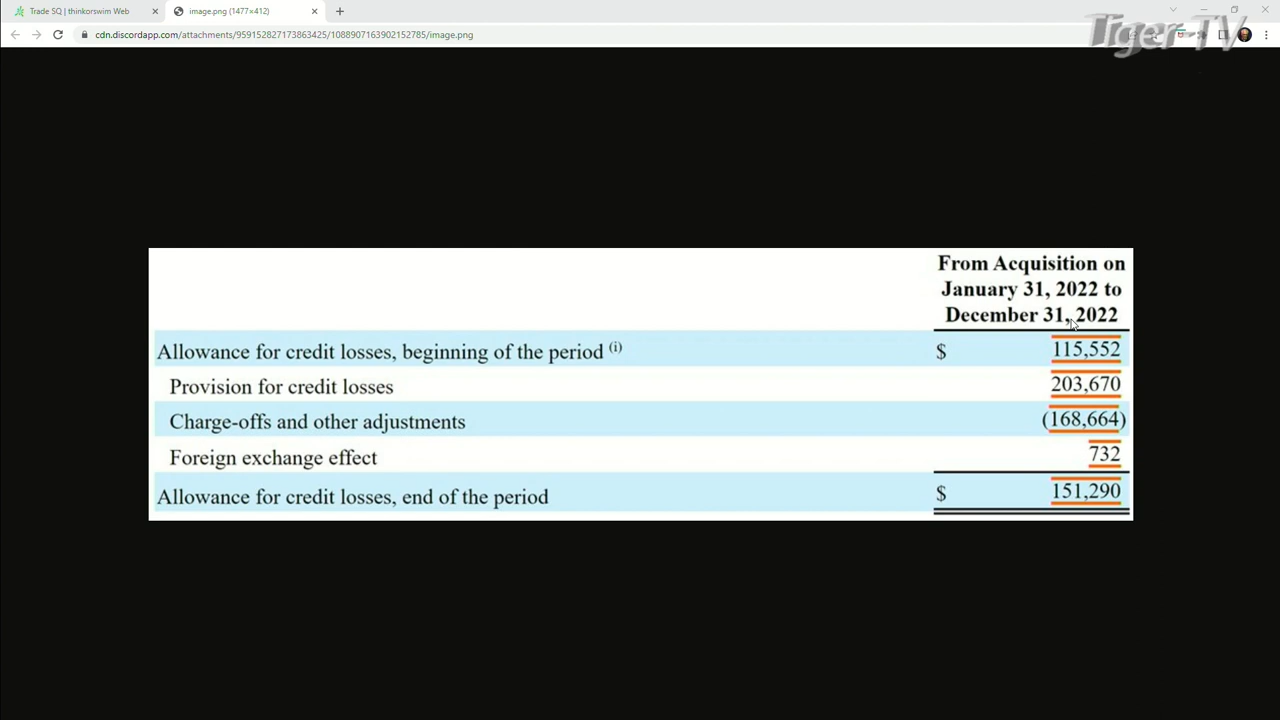 Trade SQ | thinkorswim Web
image.png (1477×412)
cdn.discordapp.com/attachments/959152827173863425/1088907163902152785/image.png
Tiger TV
From Acquisition on
January 31, 2022 to
December 31, 2022
Allowance for credit losses, beginning of the period (i) $ 115,552
Provision for credit losses 203,670
Charge-offs and other adjustments (168,664)
Foreign exchange effect 732
Allowance for credit losses, end of the period $ 151,290